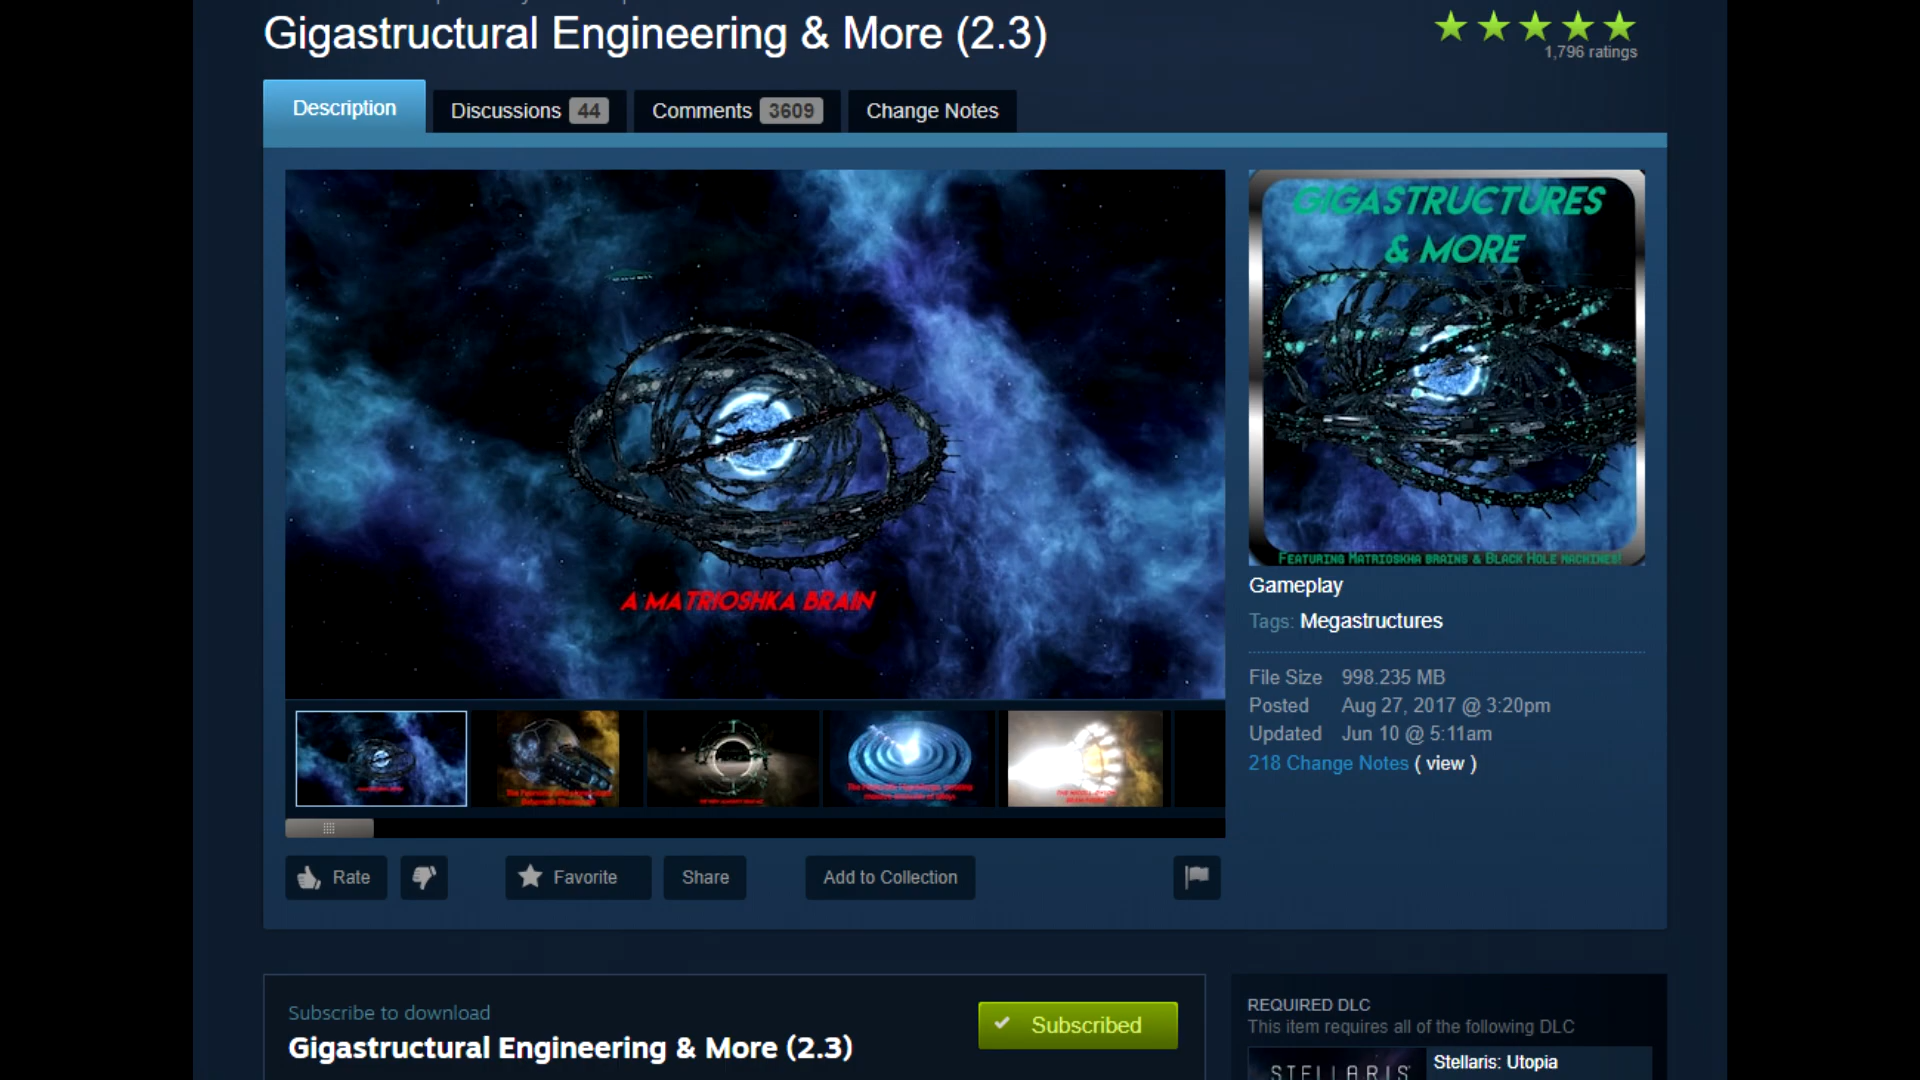 Gigastructural Engineering & More (2.3)
1,796 ratings
Description
Discussions 44
Comments 3609
Change Notes
A MATRIOSHKA BRAIN
GIGASTRUCTURES
& MORE
FEATURING MATRIOSKHA BRAINS & BLACK HOLE MACHINES!
Gameplay
Tags: Megastructures
File Size 998.235 MB
Posted Aug 27, 2017 @ 3:20pm
Updated Jun 10 @ 5:11am
218 Change Notes ( view )
Rate
Favorite
Share
Add to Collection
Subscribe to download
Gigastructural Engineering & More (2.3)
Subscribed
REQUIRED DLC
This item requires all of the following DLC
STELLARIS
Stellaris: Utopia